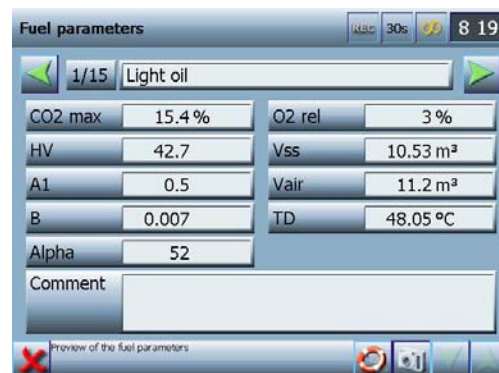 Fuel parameters REC 30s 8 19
1/15 Light oil
CO2 max 15.4 % O2 rel 3 %
HV 42.7 Vss 10.53 m³
A1 0.5 Vair 11.2 m³
B 0.007 TD 48.05 ºC
Alpha 52
Comment
Preview of the fuel parameters